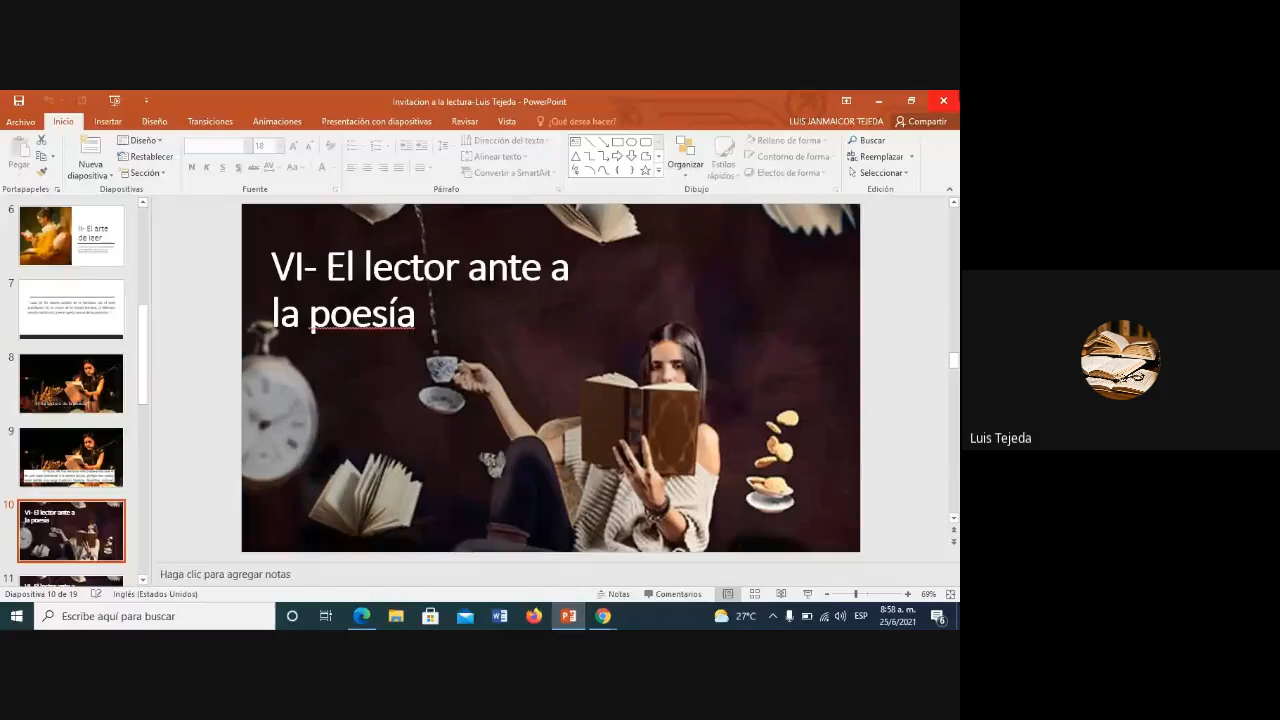 Invitacion a la lectura-Luis Tejeda - PowerPoint
Archivo Inicio Insertar Diseño Transiciones Animaciones Presentación con diapositivas Revisar Vista ¿Qué desea hacer? LUIS JANMAICOR TEJEDA Compartir
Pegar
Nueva diapositiva
Diseño
Restablecer
Sección
18
N K S S abc AV Aa A
Dirección del texto
Alinear texto
Convertir a SmartArt
Organizar
Estilos rápidos
Relleno de forma
Contorno de forma
Efectos de forma
Buscar
Reemplazar
Seleccionar
Portapapeles Diapositivas Fuente Párrafo Dibujo Edición
6
II- El arte
de leer
7
8
9
10
VI- El lector ante a
la poesía
11
VI- El lector ante a
la poesía
Haga clic para agregar notas
Diapositiva 10 de 19 Inglés (Estados Unidos) Notas Comentarios 69%
Escribe aquí para buscar
27°C ESP
8:58 a. m.
25/6/2021
6
Luis Tejeda